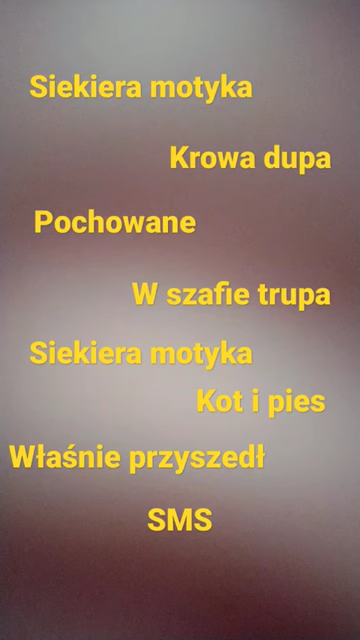 Siekiera motyka
Krowa dupa
Pochowane
W szafie trupa
Siekiera motyka
Kot i pies
Właśnie przyszedł
SMS